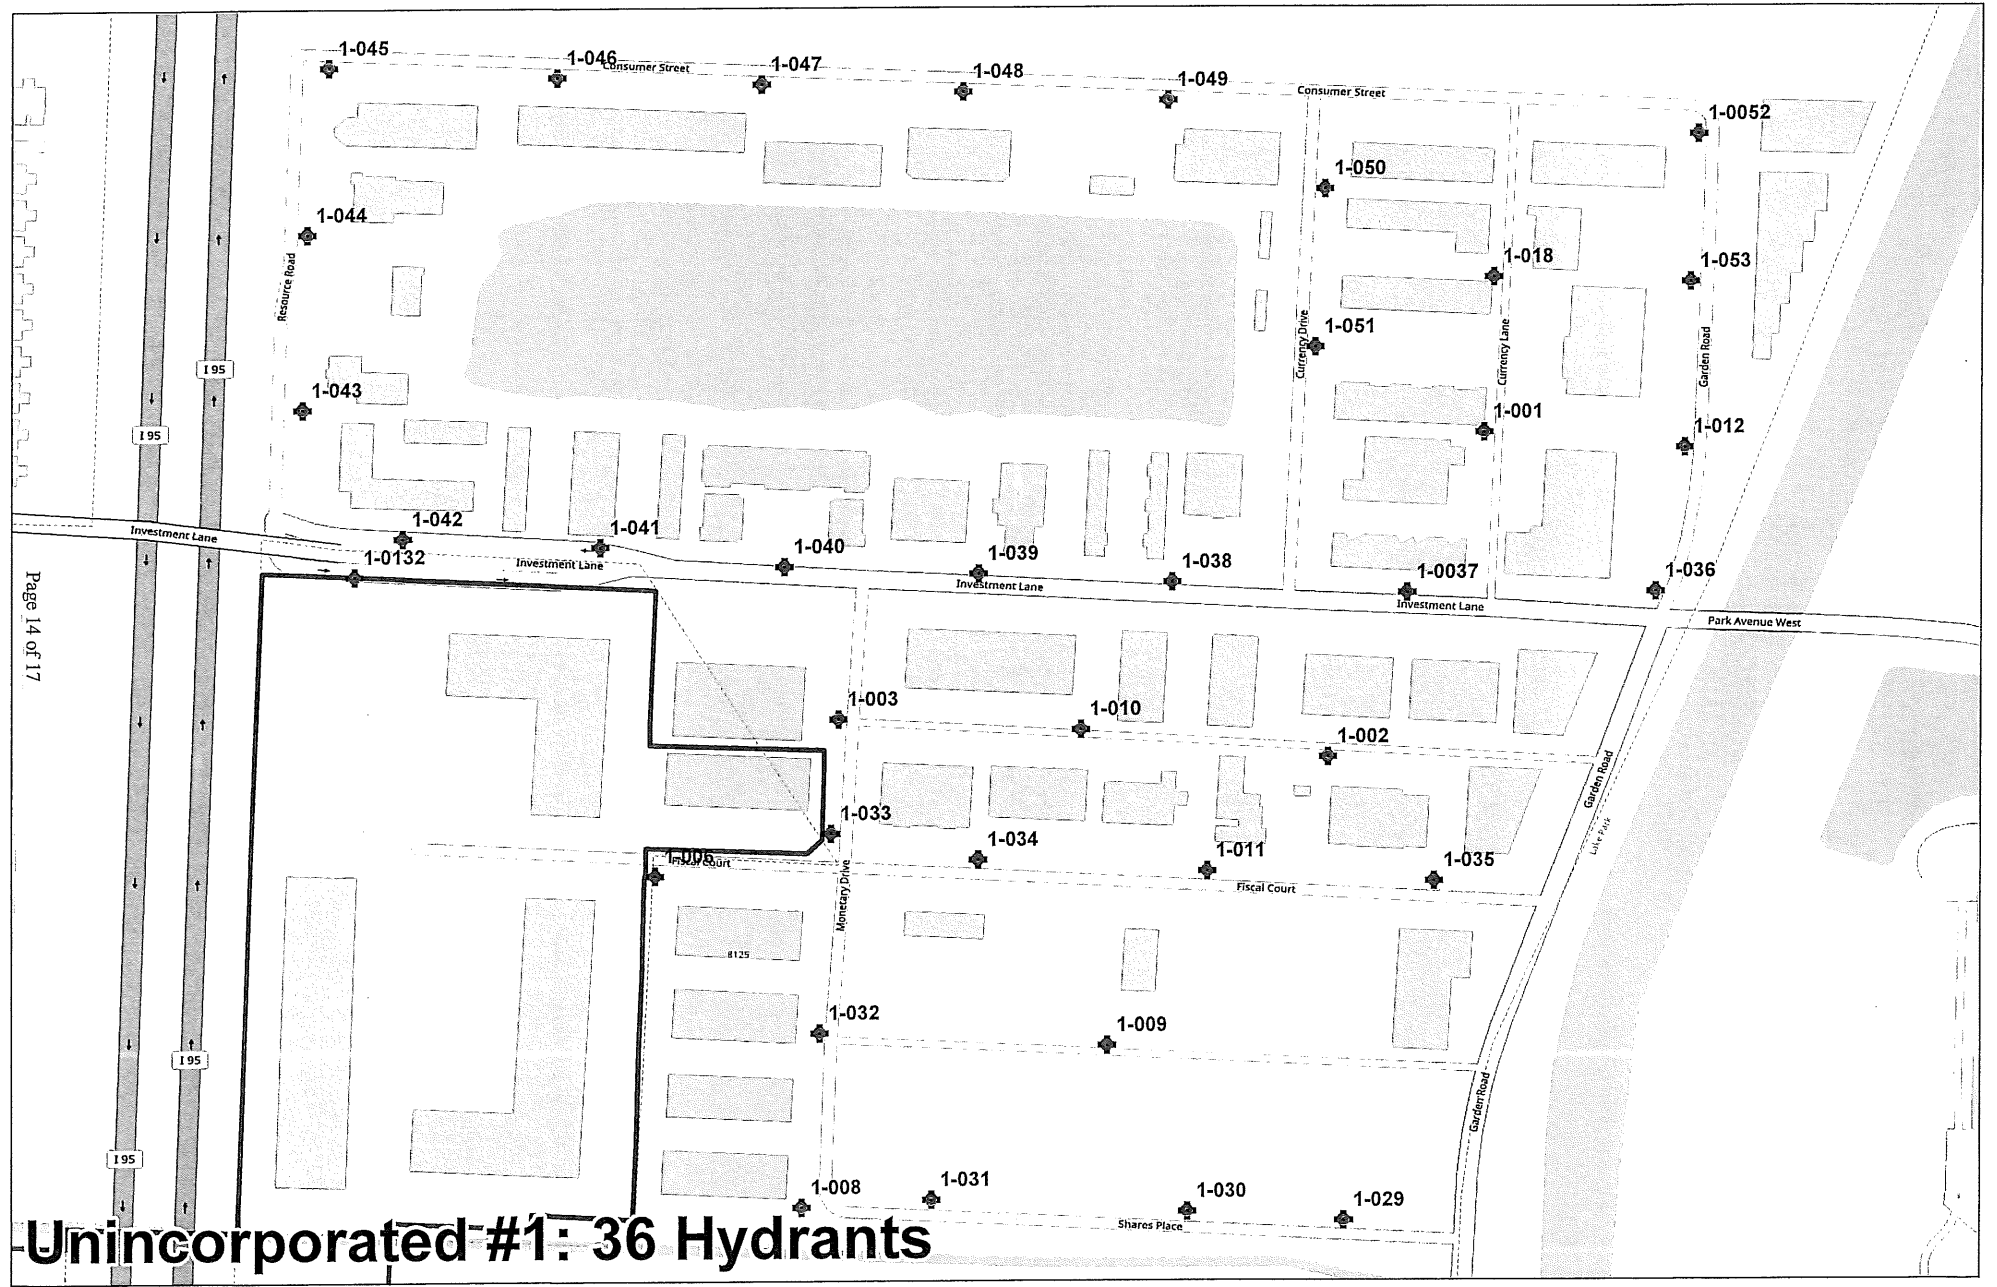 1-045
1-046
Consumer Street
1-047
1-048
1-049
Consumer Street
1-0052
1-050
1-044
1-018
1-053
Resource Road
1-051
Currency Drive
Currency Lane
Garden Road
I 95
1-043
1-001
1-012
I 95
1-042
1-041
Investment Lane
1-0132
Investment Lane
1-040
1-039
Investment Lane
1-038
1-0037
Investment Lane
1-036
Park Avenue West
Page 14 of 17
1-003
1-010
1-002
Garden Road
Lake Park
1-033
1-034
1-011
1-035
1-006
Fiscal Court
Fiscal Court
Monetary Drive
8125
1-032
1-009
I 95
Garden Road
I 95
1-008
1-031
1-030
1-029
Shares Place
Unincorporated #1: 36 Hydrants